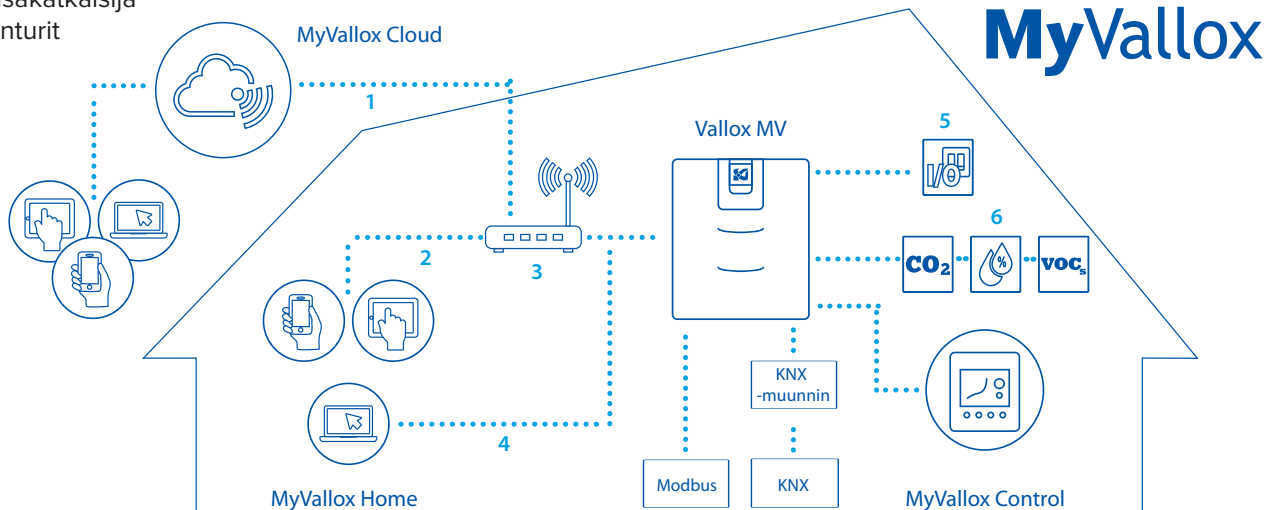 nturit
MyVallox Cloud
MyVallox
1
Vallox MV
5
I/O
2
3
6
CO₂
%
VOCs
KNX
-muunnin
4
Modbus
KNX
MyVallox Home
MyVallox Control